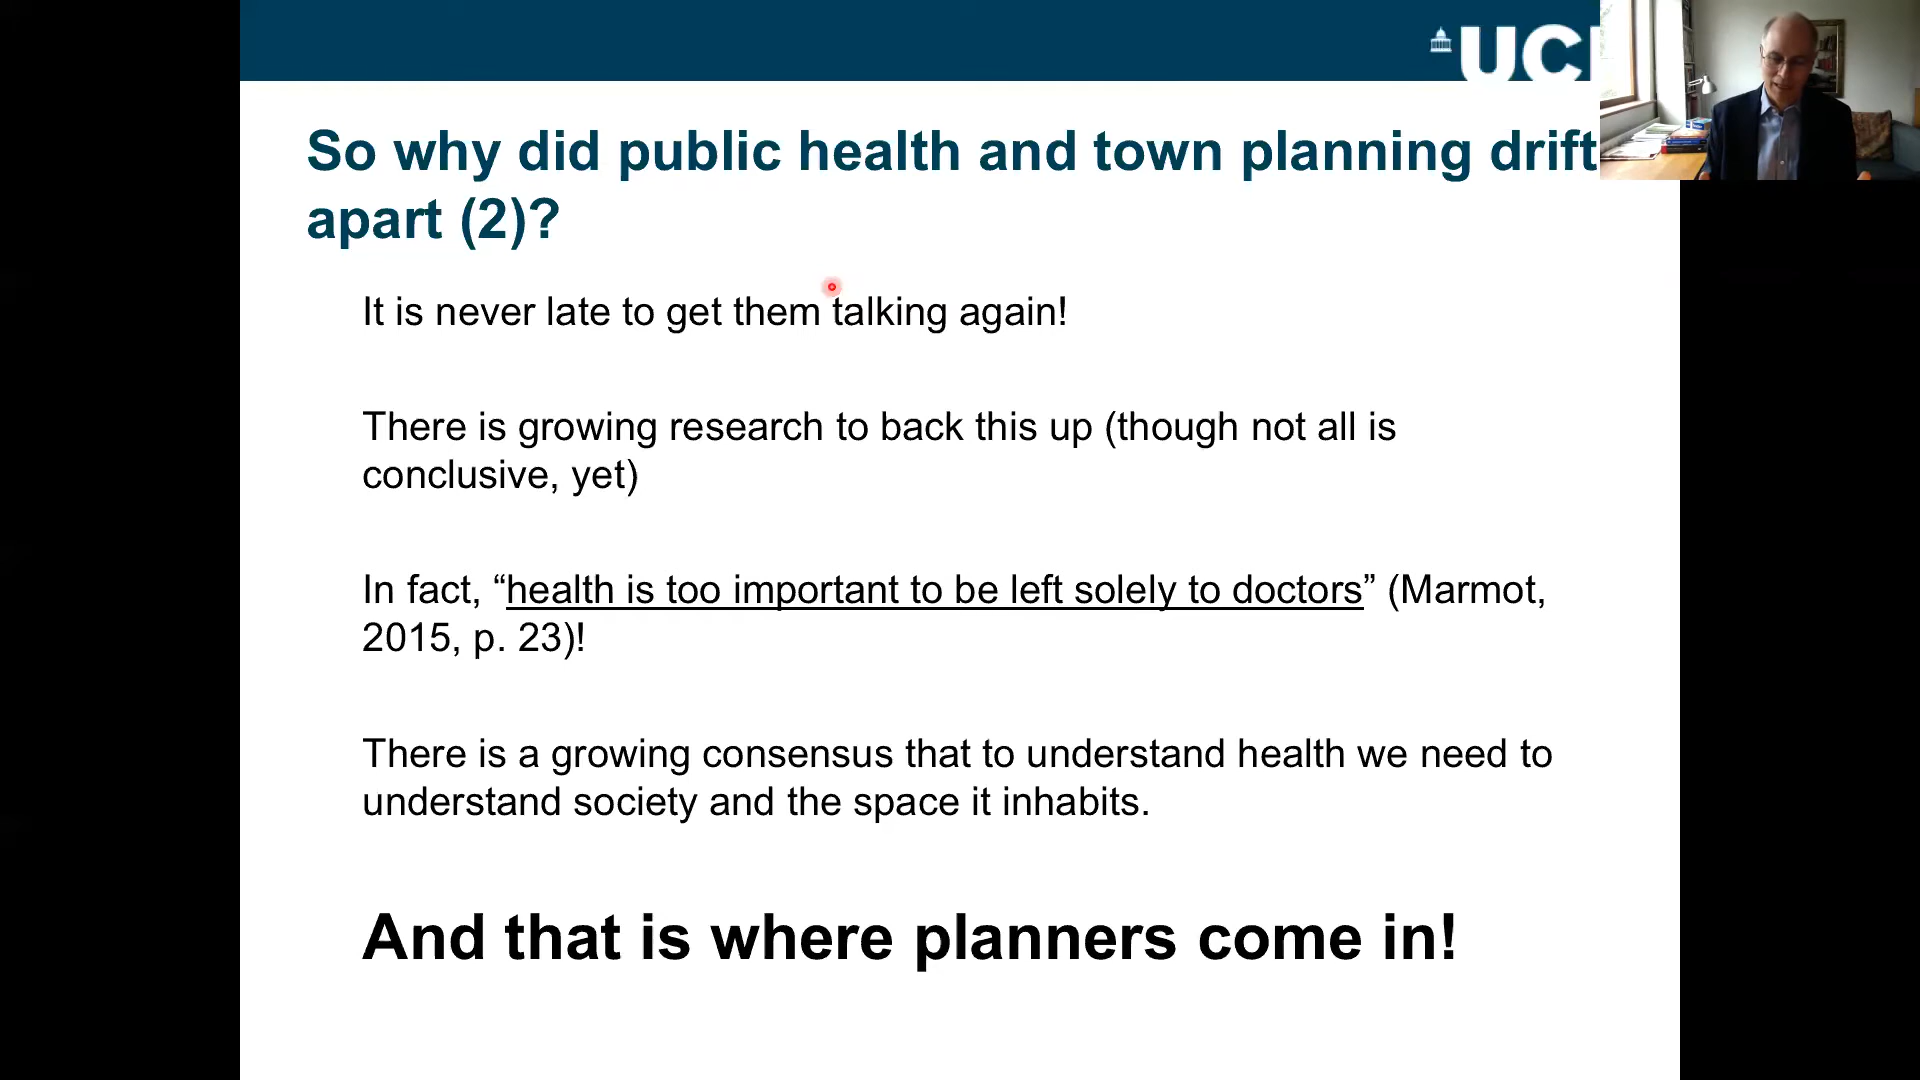 UC
So why did public health and town planning drift
apart (2)?
It is never late to get them talking again!
There is growing research to back this up (though not all is
conclusive, yet)
In fact, “health is too important to be left solely to doctors” (Marmot,
2015, p. 23)!
There is a growing consensus that to understand health we need to
understand society and the space it inhabits.
And that is where planners come in!